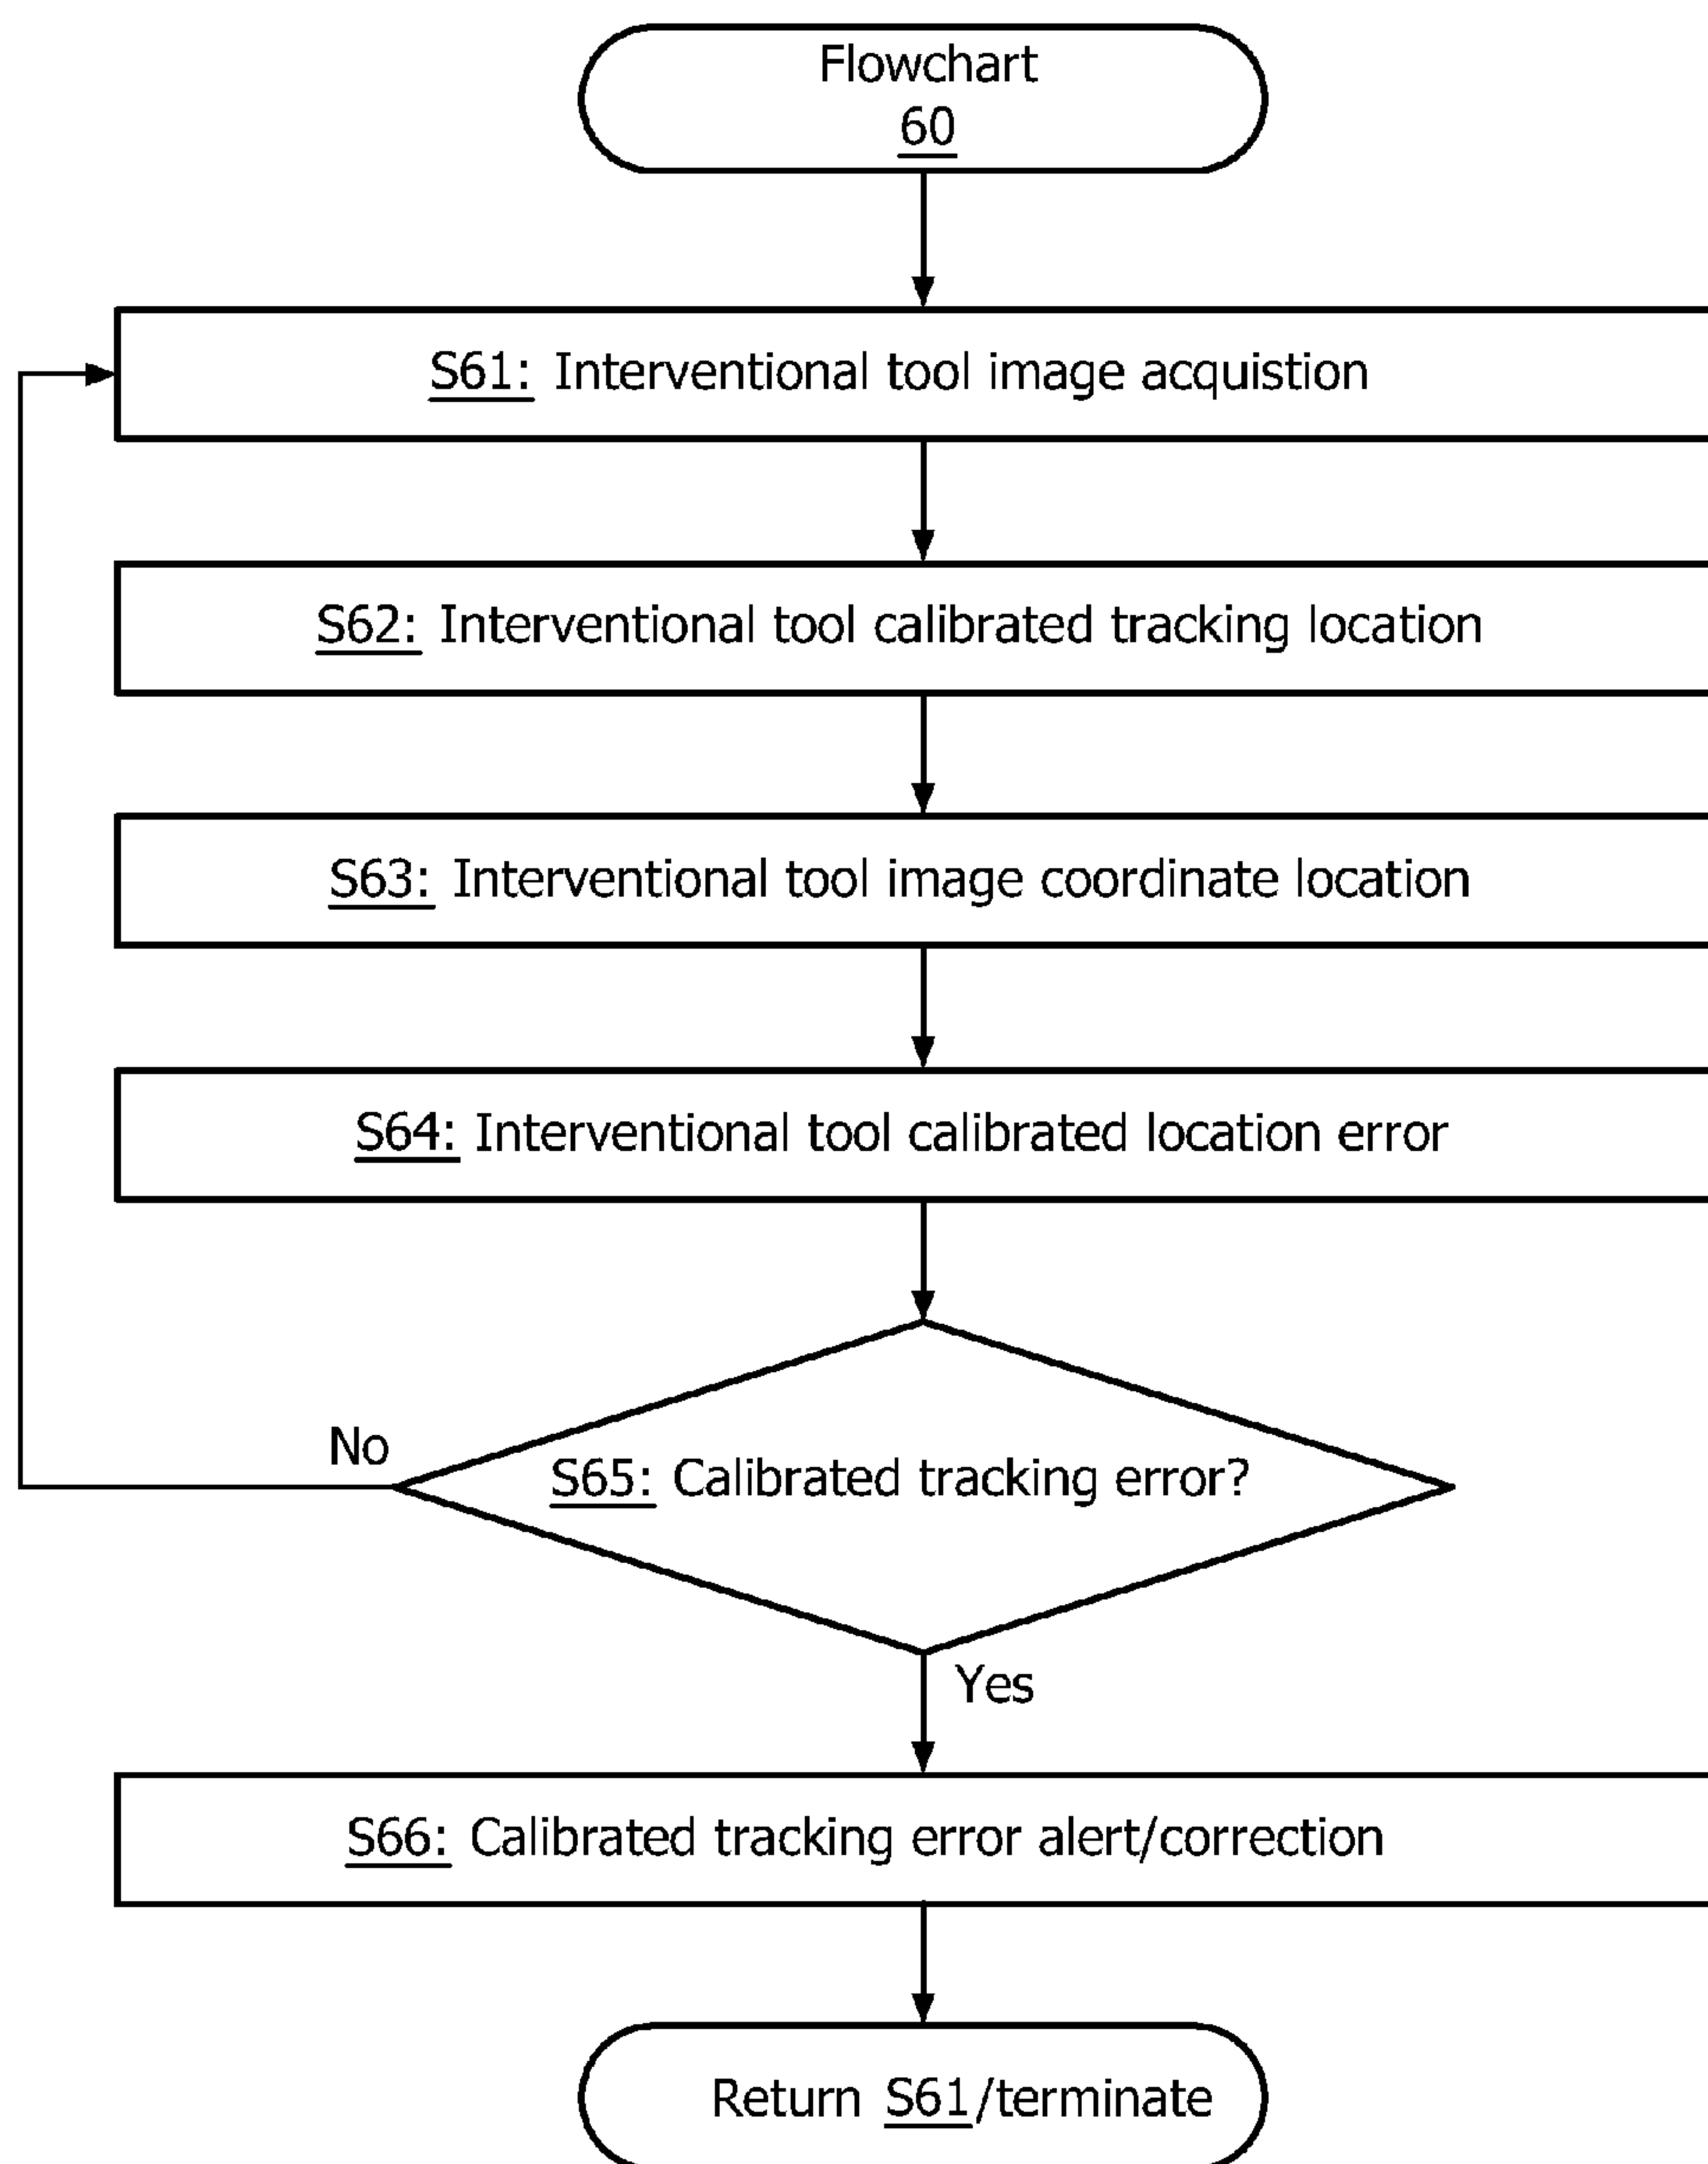 Flowchart
60
S61: Interventional tool image acquistion
S62: Interventional tool calibrated tracking location
S63: Interventional tool image coordinate location
S64: Interventional tool calibrated location error
No
S65: Calibrated tracking error?
Yes
S66: Calibrated tracking error alert/correction
Return S61/terminate